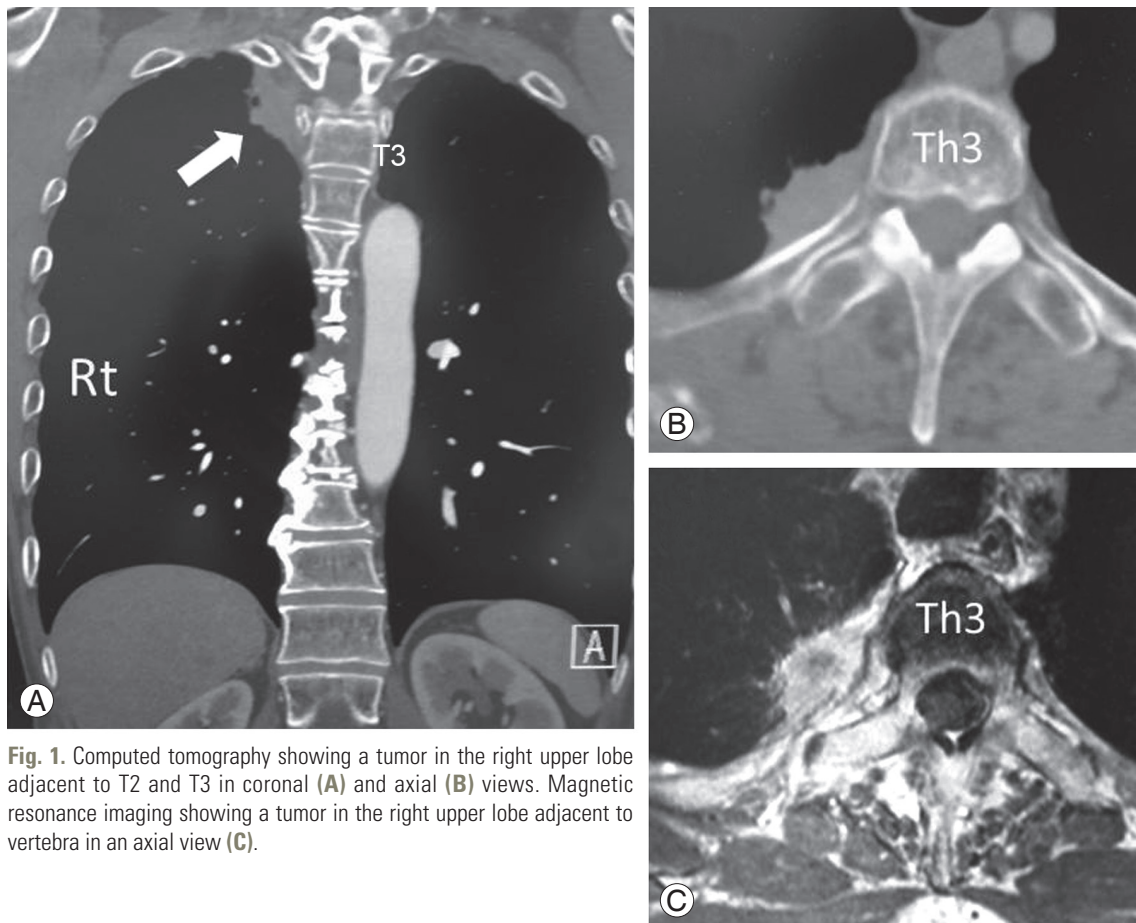 T3
Rt
A
A
Th3
B
Th3
C
Fig. 1. Computed tomography showing a tumor in the right upper lobe
adjacent to T2 and T3 in coronal (A) and axial (B) views. Magnetic
resonance imaging showing a tumor in the right upper lobe adjacent to
vertebra in an axial view (C).